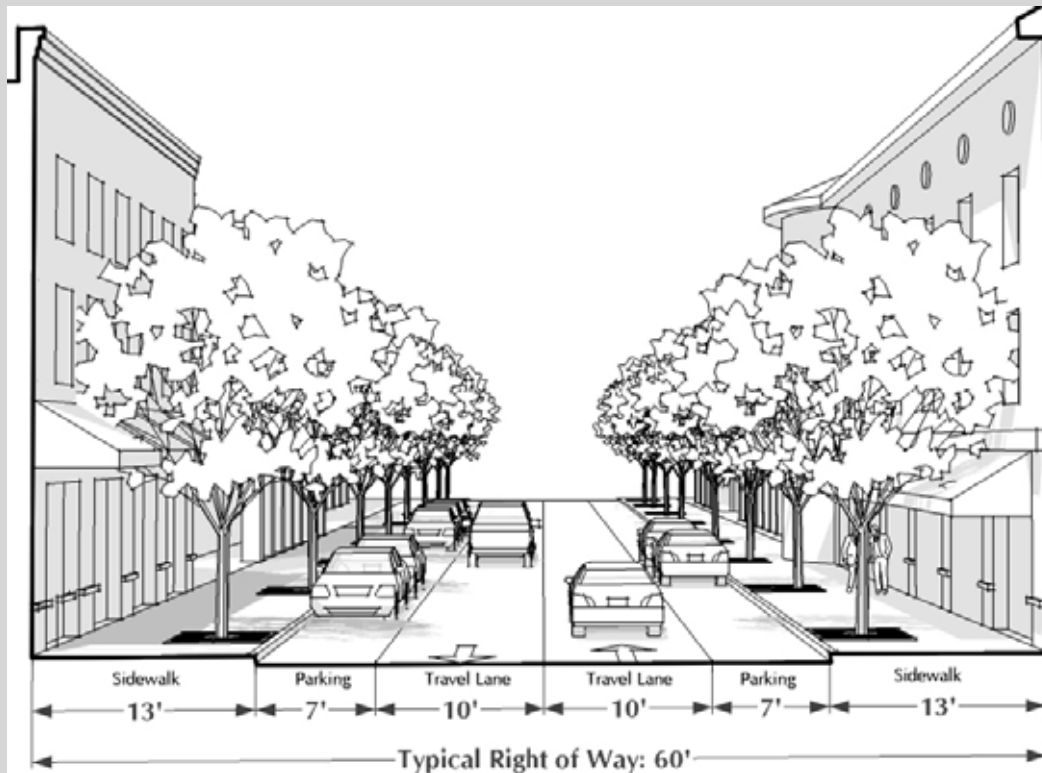 Sidewalk Parking Travel Lane Travel Lane Parking Sidewalk
13' 7' 10' 10' 7' 13'
Typical Right of Way: 60'